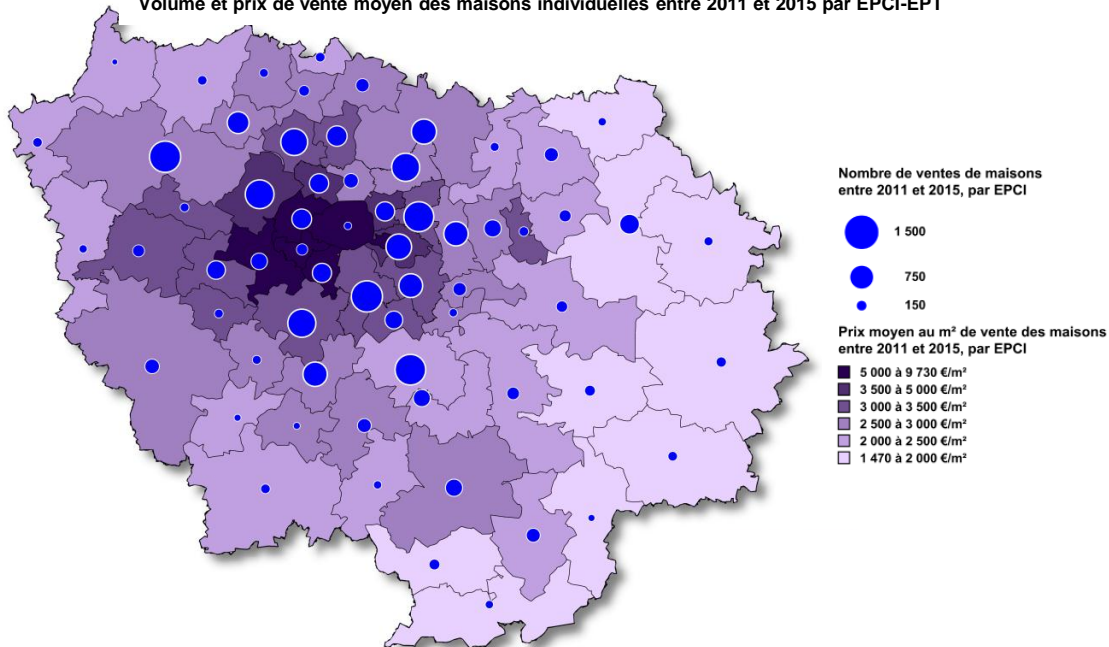 Volume et prix de vente moyen des maisons individuelles entre 2011 et 2015 par EPCI-EPT
Nombre de ventes de maisons
entre 2011 et 2015, par EPCI
1 500
750
150
Prix moyen au m² de vente des maisons
entre 2011 et 2015, par EPCI
5 000 à 9 730 €/m²
3 500 à 5 000 €/m²
3 000 à 3 500 €/m²
2 500 à 3 000 €/m²
2 000 à 2 500 €/m²
1 470 à 2 000 €/m²